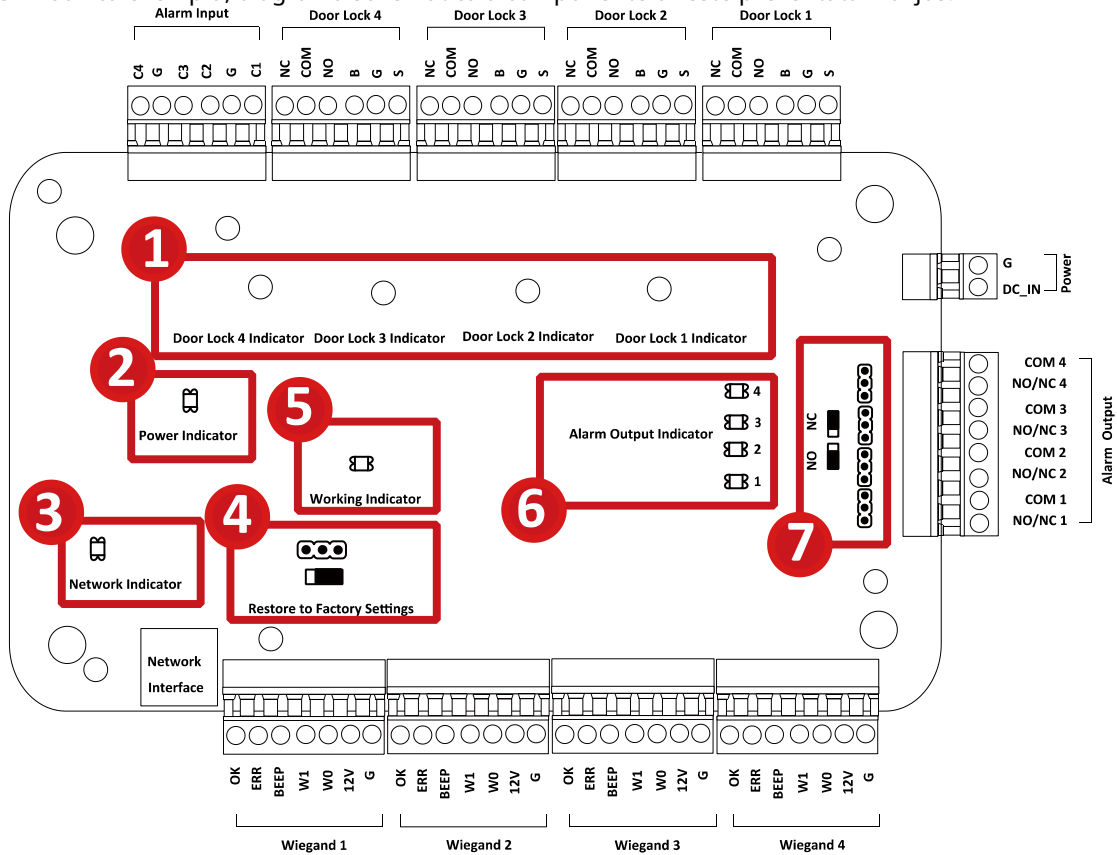 Alarm Input
Door Lock 4
Door Lock 3
Door Lock 2
Door Lock 1
C4 G C3 C2 G C1
NC COM NO B G S
NC COM NO B G S
NC COM NO B G S
NC COM NO B G S
1
Door Lock 4 Indicator
Door Lock 3 Indicator
Door Lock 2 Indicator
Door Lock 1 Indicator
G
DC_IN
Power
2
Power Indicator
5
Working Indicator
6
Alarm Output Indicator
4
3
2
1
7
NC
NO
COM 4
NO/NC 4
COM 3
NO/NC 3
COM 2
NO/NC 2
COM 1
NO/NC 1
Alarm Output
3
Network Indicator
4
Restore to Factory Settings
Network
Interface
OK ERR BEEP W1 W0 12V G
OK ERR BEEP W1 W0 12V G
OK ERR BEEP W1 W0 12V G
OK ERR BEEP W1 W0 12V G
Wiegand 1
Wiegand 2
Wiegand 3
Wiegand 4